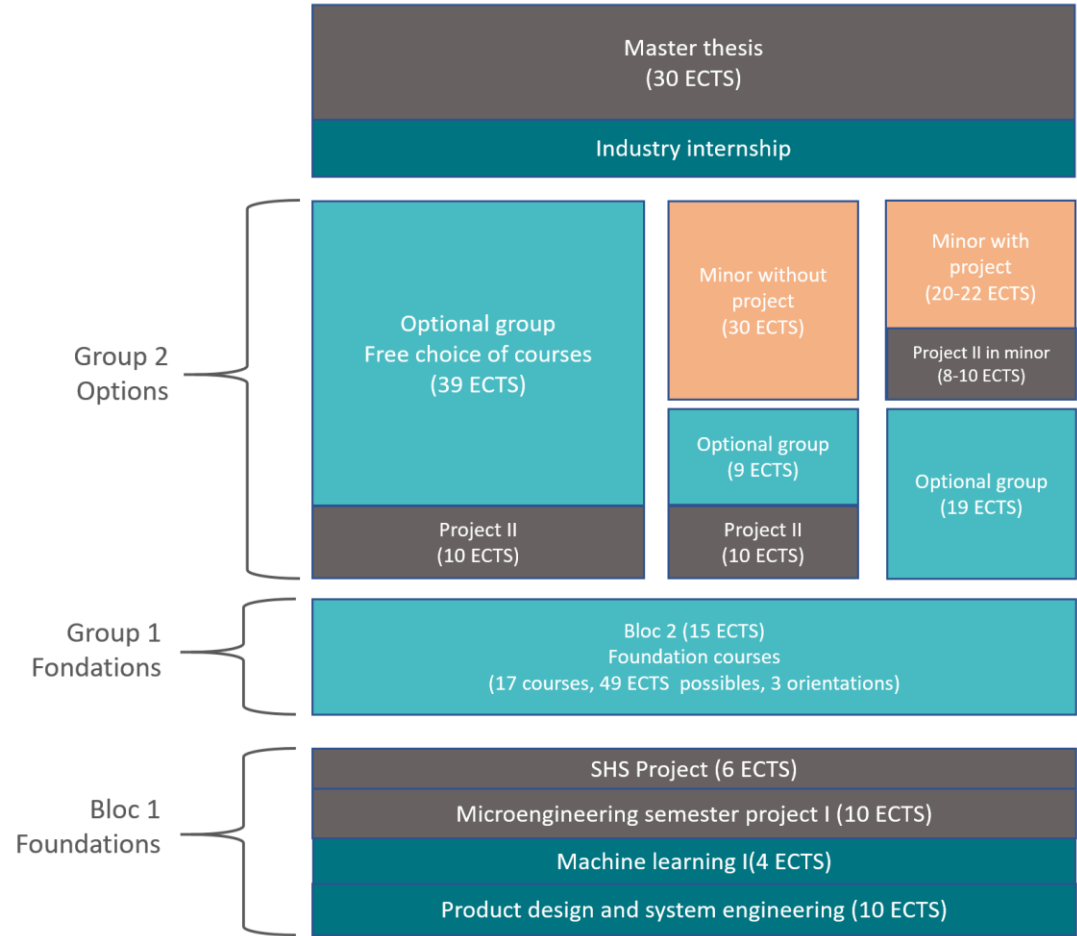 Master thesis
(30 ECTS)
Industry internship
Group 2
Options
Optional group
Free choice of courses
(39 ECTS)
Project II
(10 ECTS)
Minor without
project
(30 ECTS)
Optional group
(9 ECTS)
Project II
(10 ECTS)
Minor with
project
(20-22 ECTS)
Project II in minor
(8-10 ECTS)
Optional group
(19 ECTS)
Group 1
Fondations
Bloc 2 (15 ECTS)
Foundation courses
(17 courses, 49 ECTS  possibles, 3 orientations)
Bloc 1
Foundations
SHS Project (6 ECTS)
Microengineering semester project I (10 ECTS)
Machine learning I(4 ECTS)
Product design and system engineering (10 ECTS)